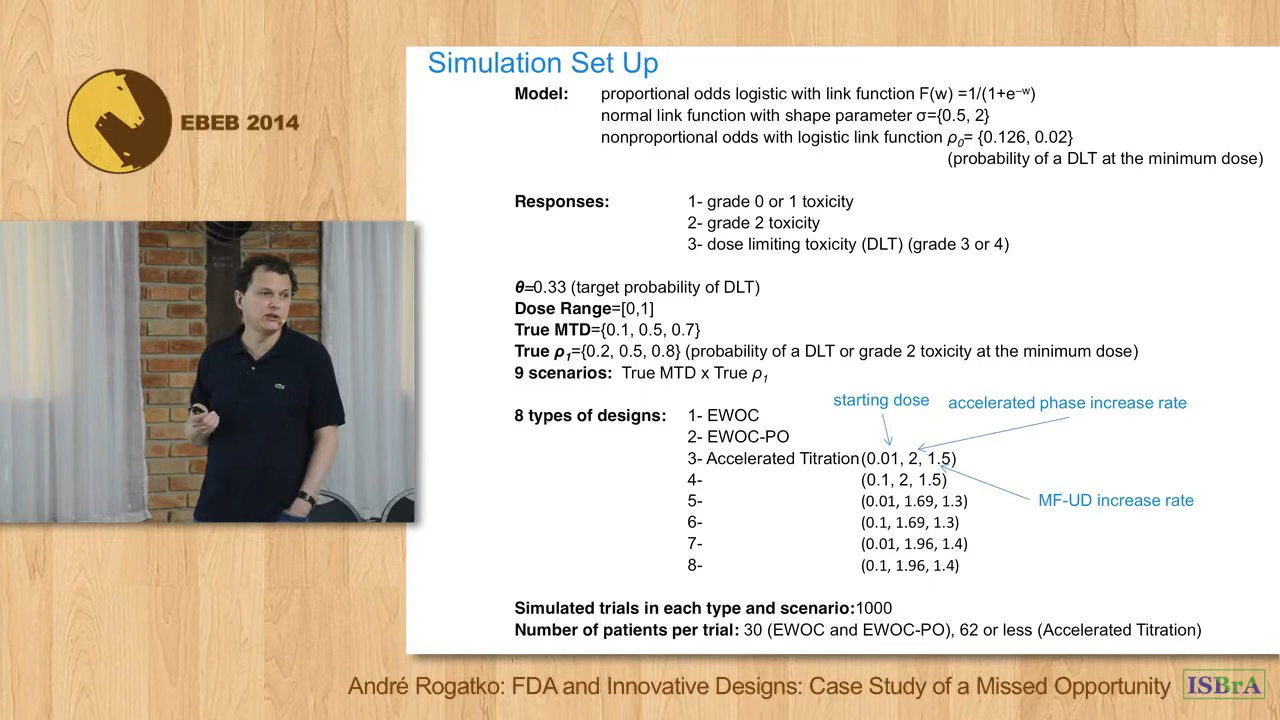 EBEB 2014
Simulation Set Up
Model: proportional odds logistic with link function F(w) =1/(1+e⁻ʷ)
normal link function with shape parameter σ={0.5, 2}
nonproportional odds with logistic link function ρ₀= {0.126, 0.02}
(probability of a DLT at the minimum dose)
Responses: 1- grade 0 or 1 toxicity
2- grade 2 toxicity
3- dose limiting toxicity (DLT) (grade 3 or 4)
θ=0.33 (target probability of DLT)
Dose Range=[0,1]
True MTD={0.1, 0.5, 0.7}
True ρ₁={0.2, 0.5, 0.8} (probability of a DLT or grade 2 toxicity at the minimum dose)
9 scenarios: True MTD x True ρ₁
starting dose accelerated phase increase rate
8 types of designs: 1- EWOC
2- EWOC-PO
3- Accelerated Titration (0.01, 2, 1.5)
4- (0.1, 2, 1.5)
5- (0.01, 1.69, 1.3)
MF-UD increase rate
6- (0.1, 1.69, 1.3)
7- (0.01, 1.96, 1.4)
8- (0.1, 1.96, 1.4)
Simulated trials in each type and scenario:1000
Number of patients per trial: 30 (EWOC and EWOC-PO), 62 or less (Accelerated Titration)
André Rogatko: FDA and Innovative Designs: Case Study of a Missed Opportunity ISBrA